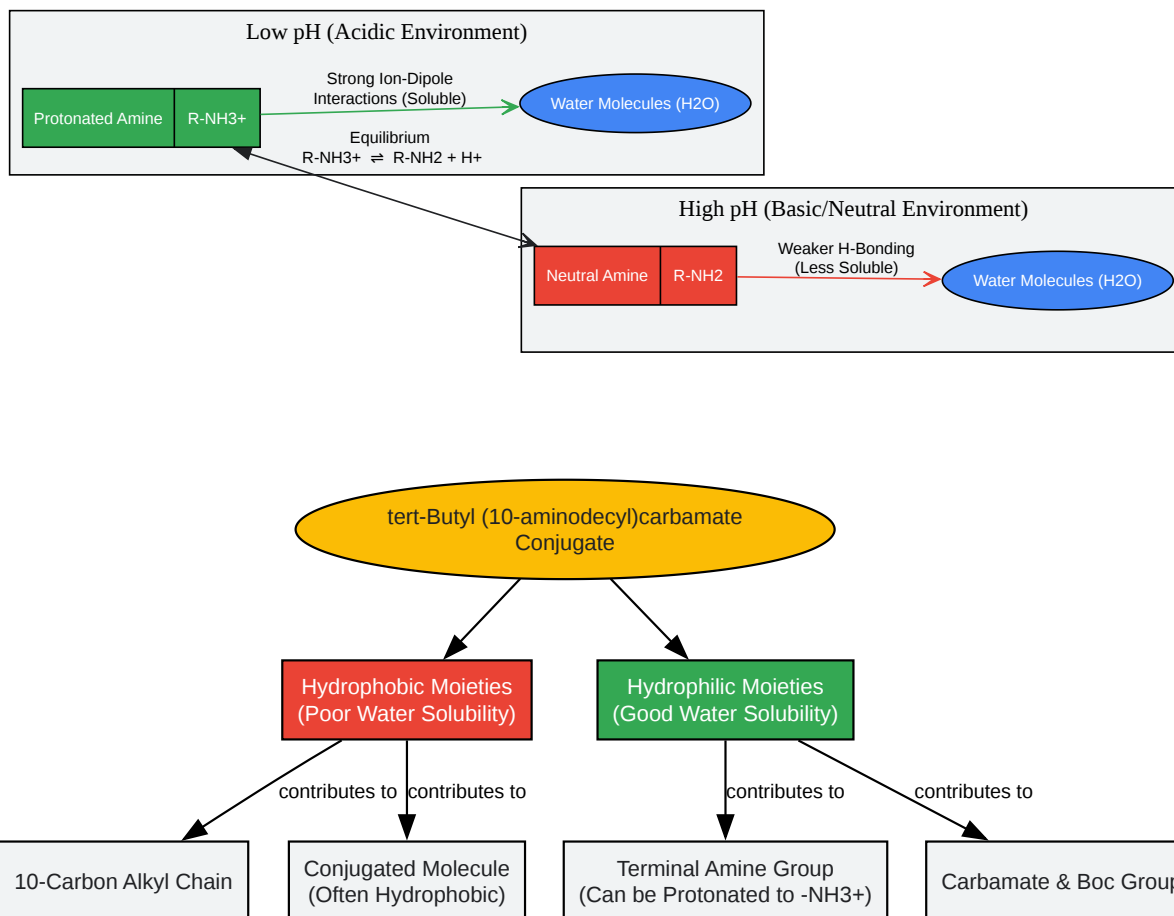 Low pH (Acidic Environment)
Strong Ion-Dipole
Interactions (Soluble)
Protonated Amine
R-NH3+
Water Molecules (H2O)
Equilibrium
R-NH3+ ⇌ R-NH2 + H+
High pH (Basic/Neutral Environment)
Weaker H-Bonding
(Less Soluble)
Neutral Amine
R-NH2
Water Molecules (H2O)
tert-Butyl (10-aminodecyl)carbamate
Conjugate
Hydrophobic Moieties
(Poor Water Solubility)
Hydrophilic Moieties
(Good Water Solubility)
contributes to
contributes to
contributes to
contributes to
10-Carbon Alkyl Chain
Conjugated Molecule
(Often Hydrophobic)
Terminal Amine Group
(Can be Protonated to -NH3+)
Carbamate & Boc Group